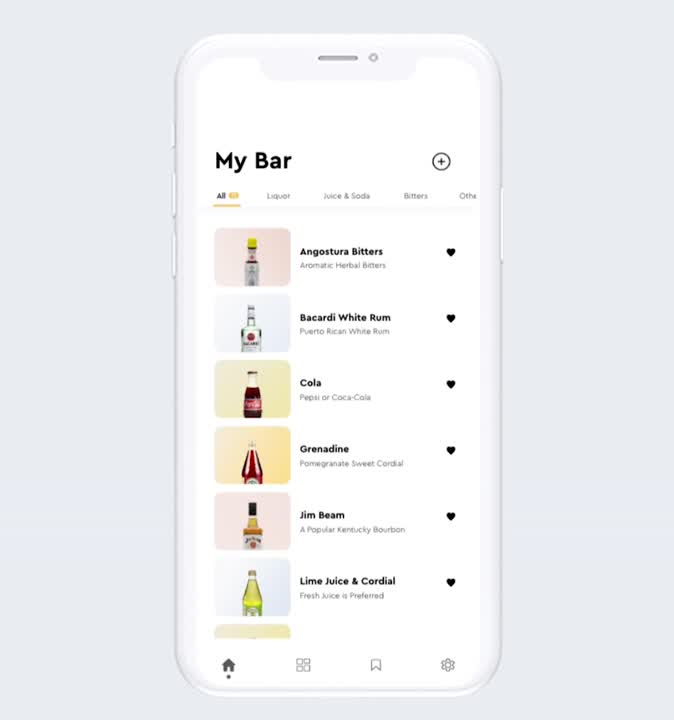 My Bar
All
Liquor
Juice & Soda
Bitters
Othe
Angostura Bitters
Aromatic Herbal Bitters
Bacardi White Rum
Puerto Rican White Rum
BACARDI
Cola
Pepsi or Coca-Cola
Grenadine
Pomegranate Sweet Cordial
Jim Beam
A Popular Kentucky Bourbon
Lime Juice & Cordial
Fresh Juice is Preferred